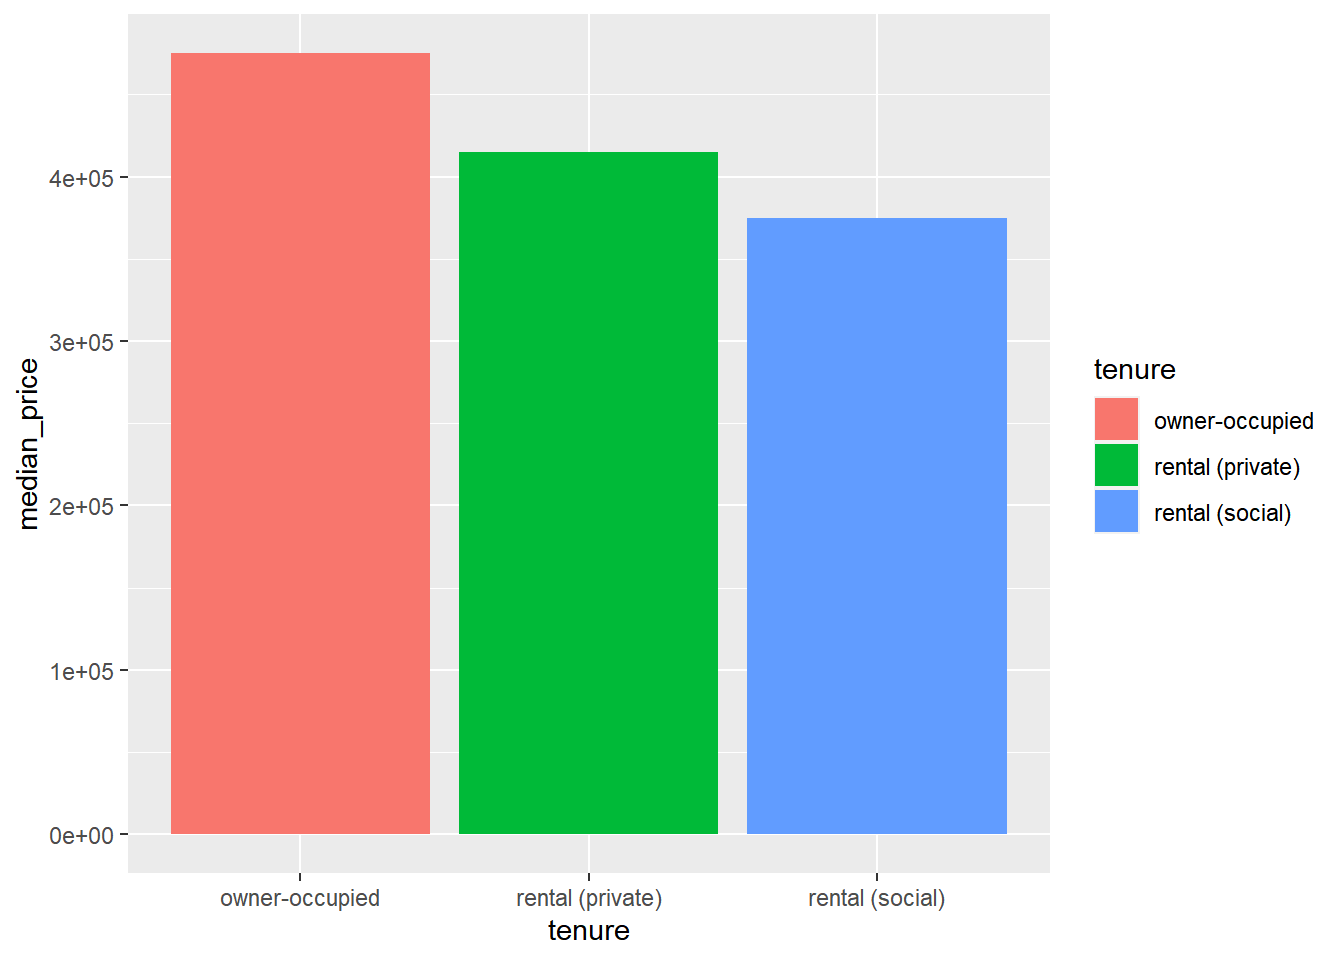 median_price
4e+05
3e+05
2e+05
1e+05
0e+00
owner-occupied
rental (private)
rental (social)
tenure
tenure
owner-occupied
rental (private)
rental (social)